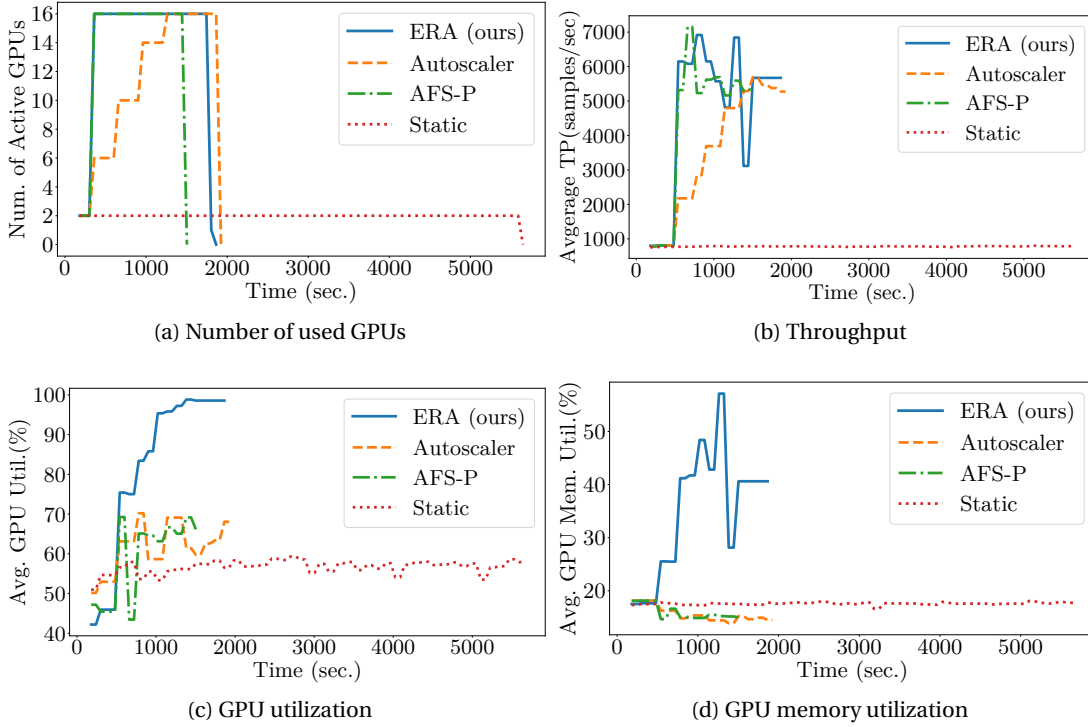 16
14
12
10
8
6
4
2
0
Num. of Active GPUs
ERA (ours)
Autoscaler
AFS-P
Static
0 1000 2000 3000 4000 5000
Time (sec.)
(a) Number of used GPUs
7000
6000
5000
4000
3000
2000
1000
Avgerage TP(samples/sec)
ERA (ours)
Autoscaler
AFS-P
Static
0 1000 2000 3000 4000 5000
Time (sec.)
(b) Throughput
100
90
80
70
60
50
40
Avg. GPU Util.(%)
ERA (ours)
Autoscaler
AFS-P
Static
0 1000 2000 3000 4000 5000
Time (sec.)
(c) GPU utilization
50
40
30
20
10
Avg. GPU Mem. Util.(%)
ERA (ours)
Autoscaler
AFS-P
Static
0 1000 2000 3000 4000 5000
Time (sec.)
(d) GPU memory utilization